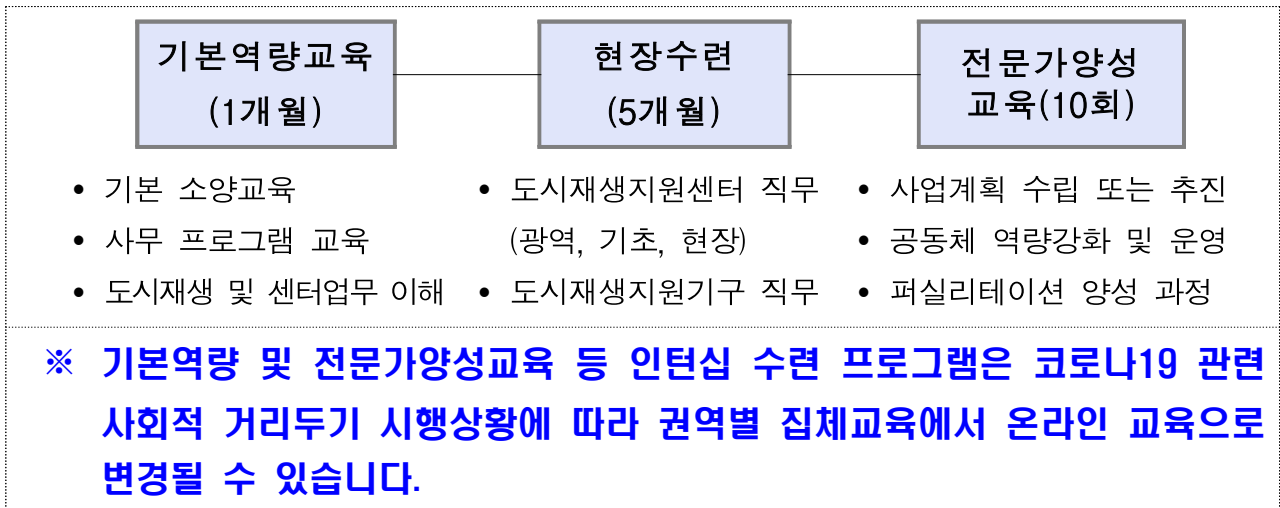 기본역량교육
(1개월)
현장수련
(5개월)
전문가양성
교육(10회)
• 기본 소양교육
• 사무 프로그램 교육
• 도시재생 및 센터업무 이해
• 도시재생지원센터 직무
(광역, 기초, 현장)
• 도시재생지원기구 직무
• 사업계획 수립 또는 추진
• 공동체 역량강화 및 운영
• 퍼실리테이션 양성 과정
※ 기본역량 및 전문가양성교육 등 인턴십 수련 프로그램은 코로나19 관련
사회적 거리두기 시행상황에 따라 권역별 집체교육에서 온라인 교육으로
변경될 수 있습니다.